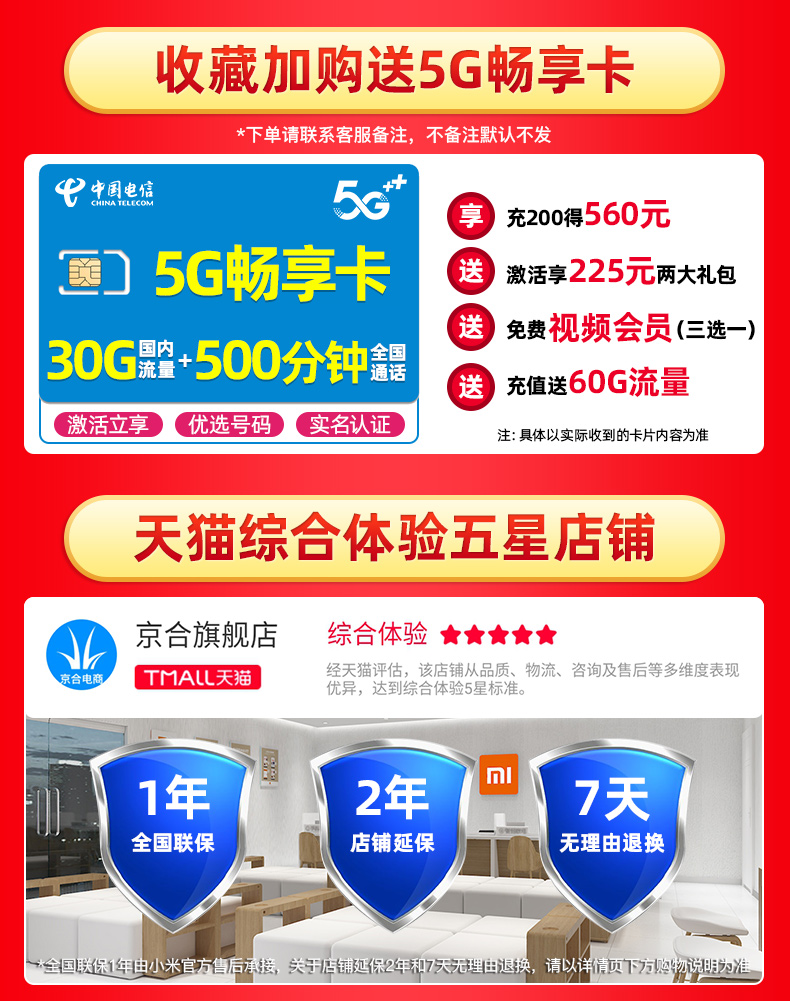 收藏加购送5G畅享卡
*下单请联系客服备注，不备注默认不发
中国电信
CHINA TELECOM
5G++
5G畅享卡
30G国内流量+500分钟全国通话
激活立享 优选号码 实名认证
享 充200得560元
送 激活享225元两大礼包
送 免费视频会员(三选一)
送 充值送60G流量
注: 具体以实际收到的卡片内容为准
天猫综合体验五星店铺
京合电商
京合旗舰店
TMALL天猫
综合体验 ★★★★★
经天猫评估，该店铺从品质、物流、咨询及售后等多维度表现
优异，达到综合体验5星标准。
mi
1年 2年 7天
全国联保 店铺延保 无理由退换
*全国联保1年由小米官方售后承接，关于店铺延保2年和7天无理由退换，请以详情页下方购物说明为准